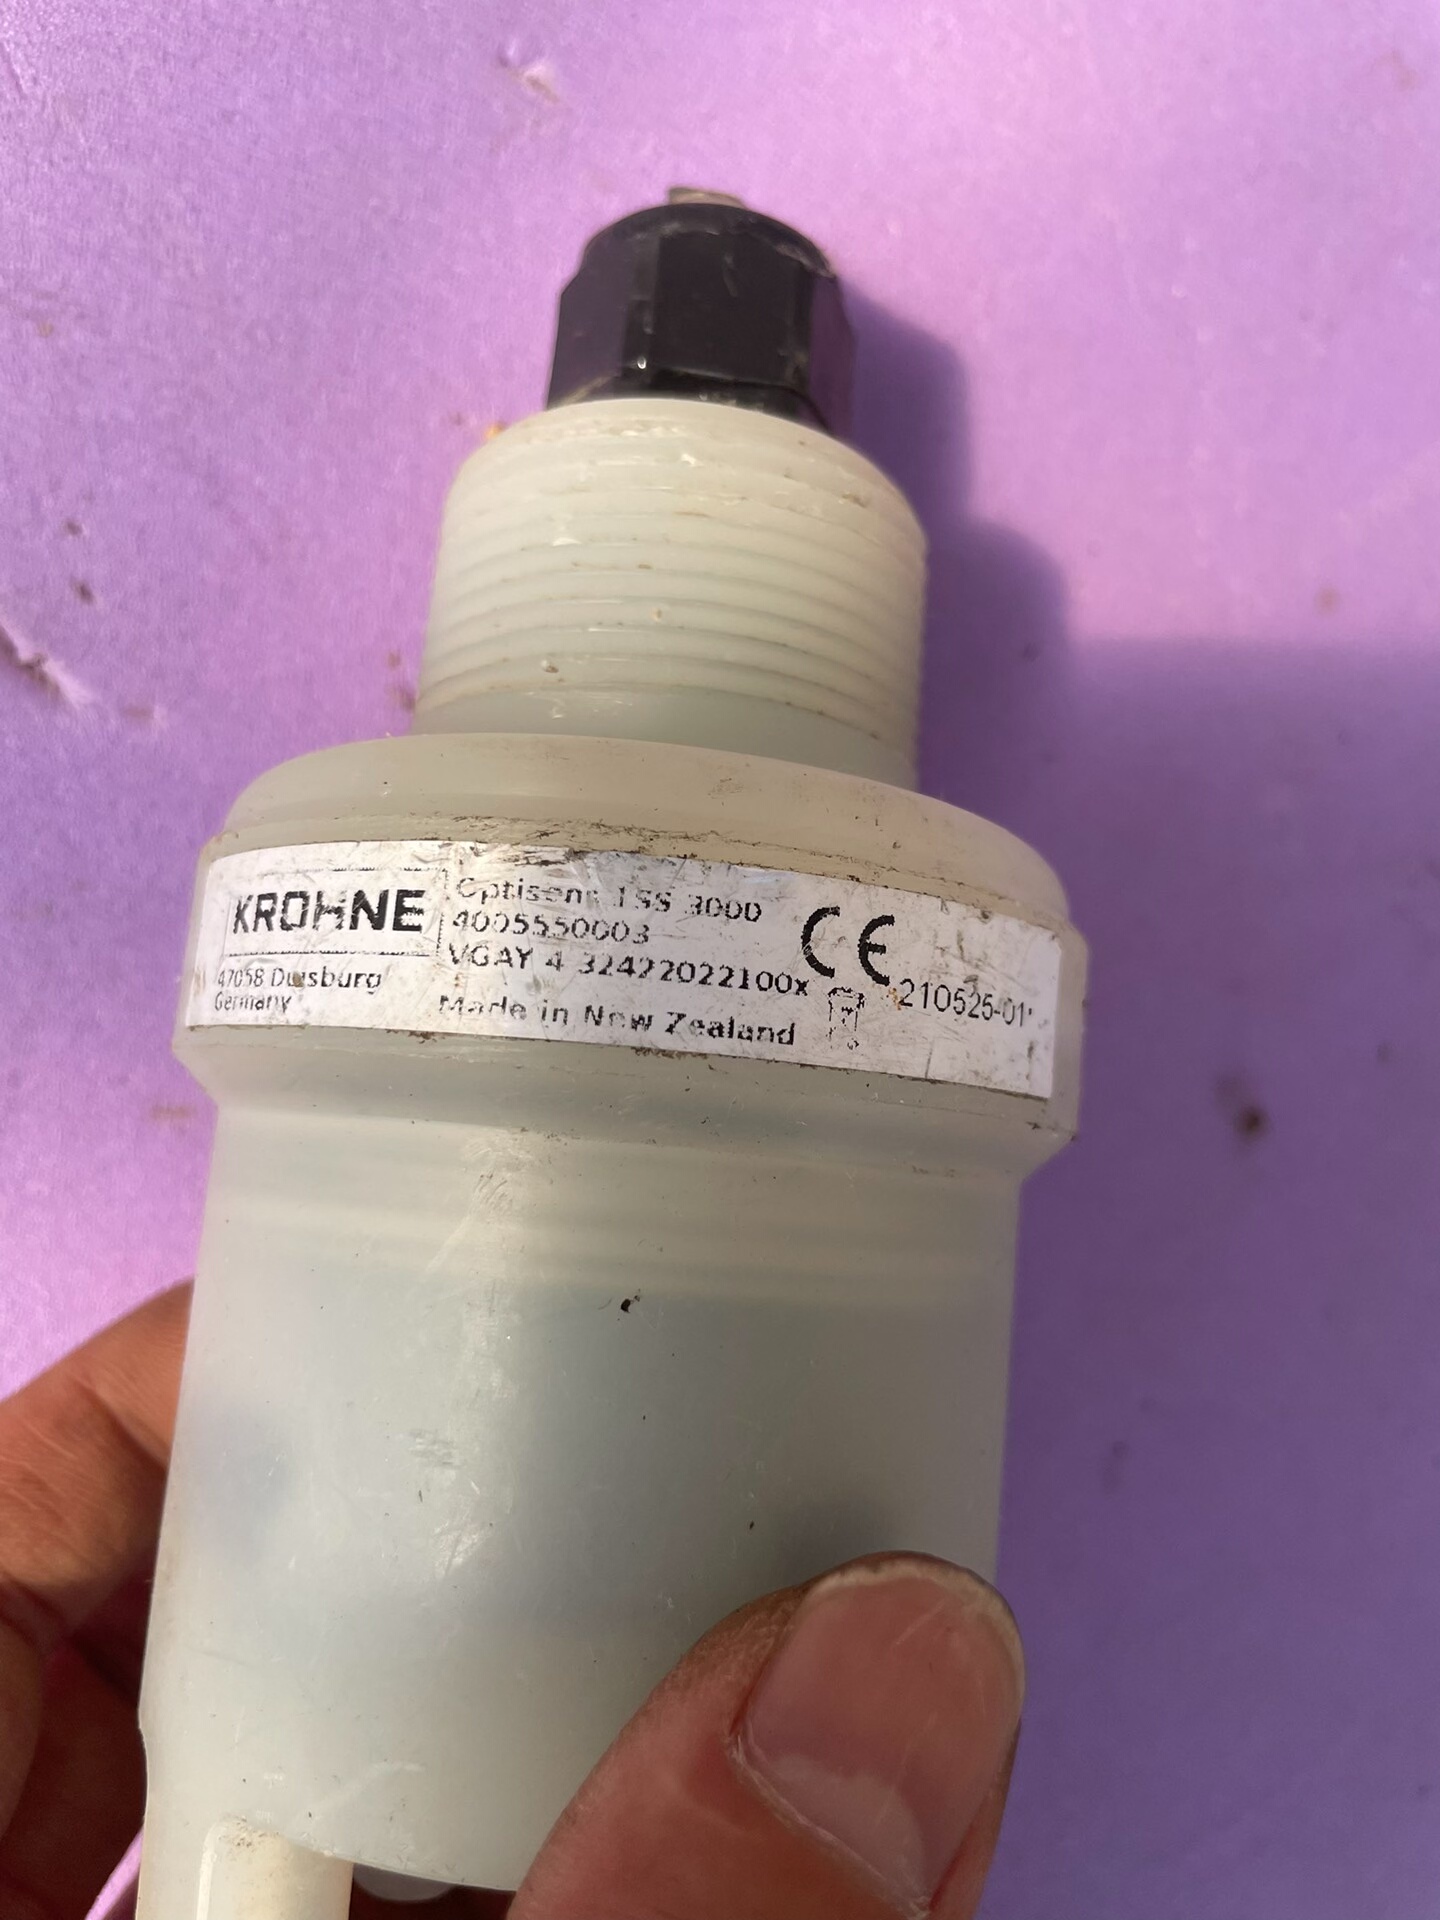 KROHNE
47058 Duisburg
Germany
Optisens TSS 3000
4005550003
VGAY 4 32422022100x
Made in New Zealand
CE
210525-01